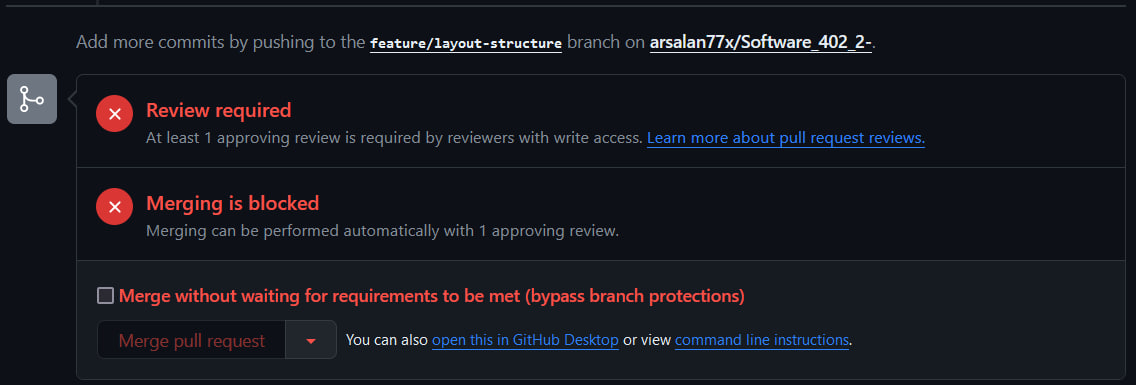 Add more commits by pushing to the feature/layout-structure branch on arsalan77x/Software_402_2-.
Review required
At least 1 approving review is required by reviewers with write access. Learn more about pull request reviews.
Merging is blocked
Merging can be performed automatically with 1 approving review.
Merge without waiting for requirements to be met (bypass branch protections)
Merge pull request You can also open this in GitHub Desktop or view command line instructions.